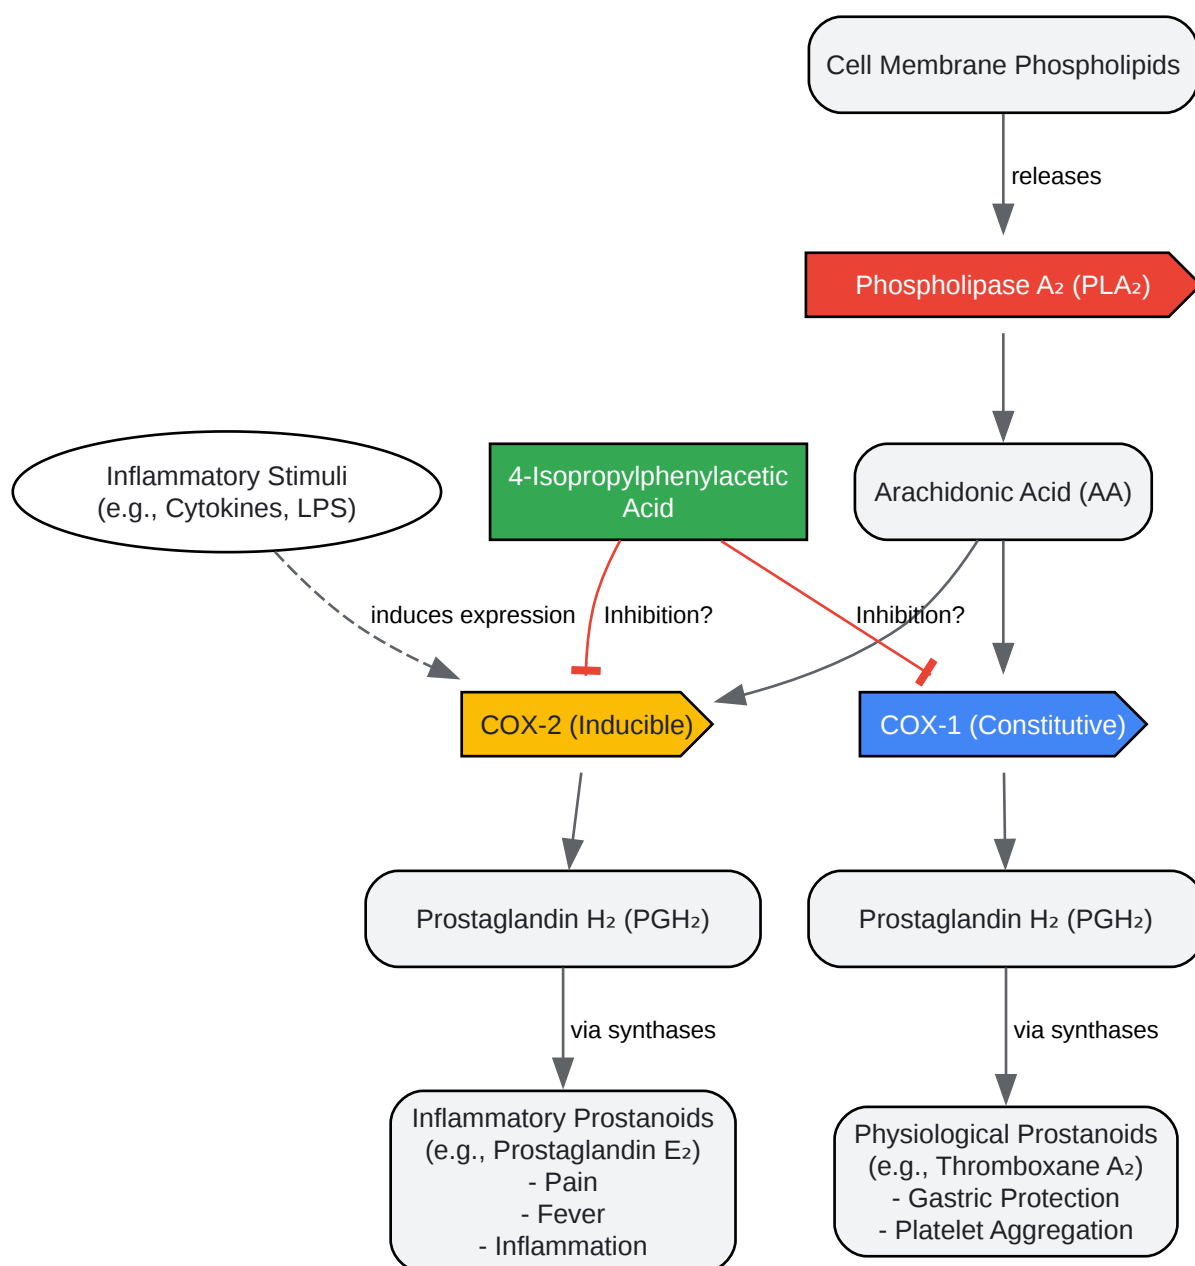 Cell Membrane Phospholipids
releases
Phospholipase A₂ (PLA₂)
Inflammatory Stimuli
(e.g., Cytokines, LPS)
4-Isopropylphenylacetic
Acid
Arachidonic Acid (AA)
induces expression
Inhibition?
Inhibition?
COX-2 (Inducible)
COX-1 (Constitutive)
Prostaglandin H₂ (PGH₂)
Prostaglandin H₂ (PGH₂)
via synthases
via synthases
Inflammatory Prostanoids
(e.g., Prostaglandin E₂)
- Pain
- Fever
- Inflammation
Physiological Prostanoids
(e.g., Thromboxane A₂)
- Gastric Protection
- Platelet Aggregation